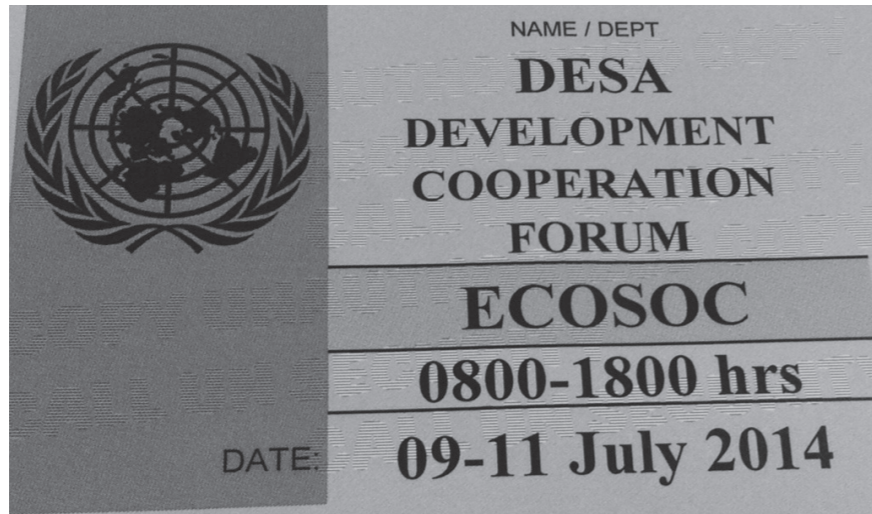 NAME / DEPT
DESA
DEVELOPMENT
COOPERATION
FORUM
ECOSOC
0800-1800 hrs
DATE: 09-11 July 2014